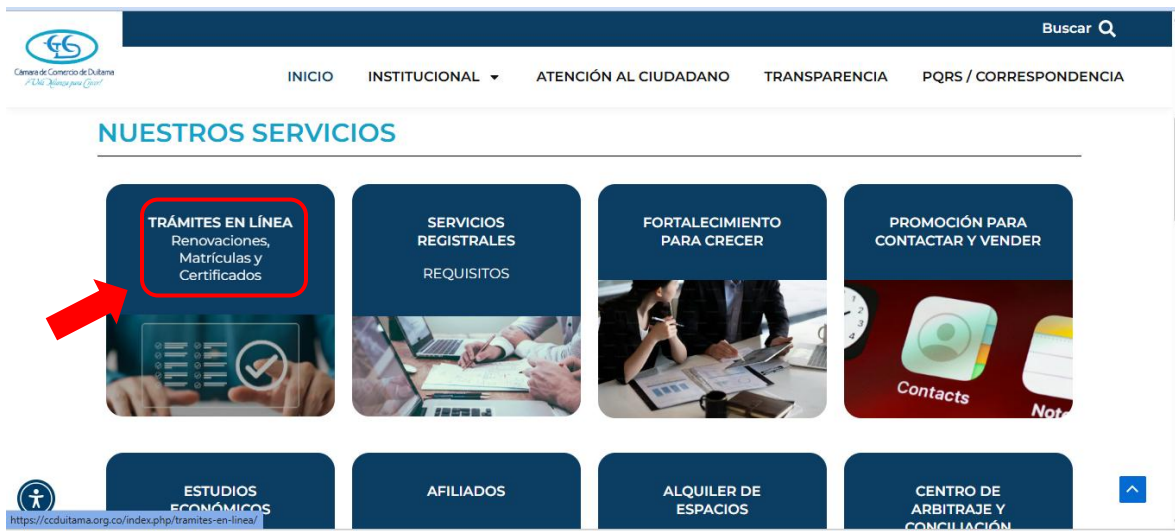 Buscar
Cámara de Comercio de Duitama
INICIO
INSTITUCIONAL
ATENCIÓN AL CIUDADANO
TRANSPARENCIA
PQRS / CORRESPONDENCIA
NUESTROS SERVICIOS
TRÁMITES EN LÍNEA
Renovaciones,
Matrículas y
Certificados
SERVICIOS
REGISTRALES
REQUISITOS
FORTALECIMIENTO
PARA CRECER
PROMOCIÓN PARA
CONTACTAR Y VENDER
Contacts
ESTUDIOS
ECONÓMICOS
AFILIADOS
ALQUILER DE
ESPACIOS
CENTRO DE
ARBITRAJE Y
CONCILIACIÓN
https://ccduitama.org.co/index.php/tramites-en-linea/